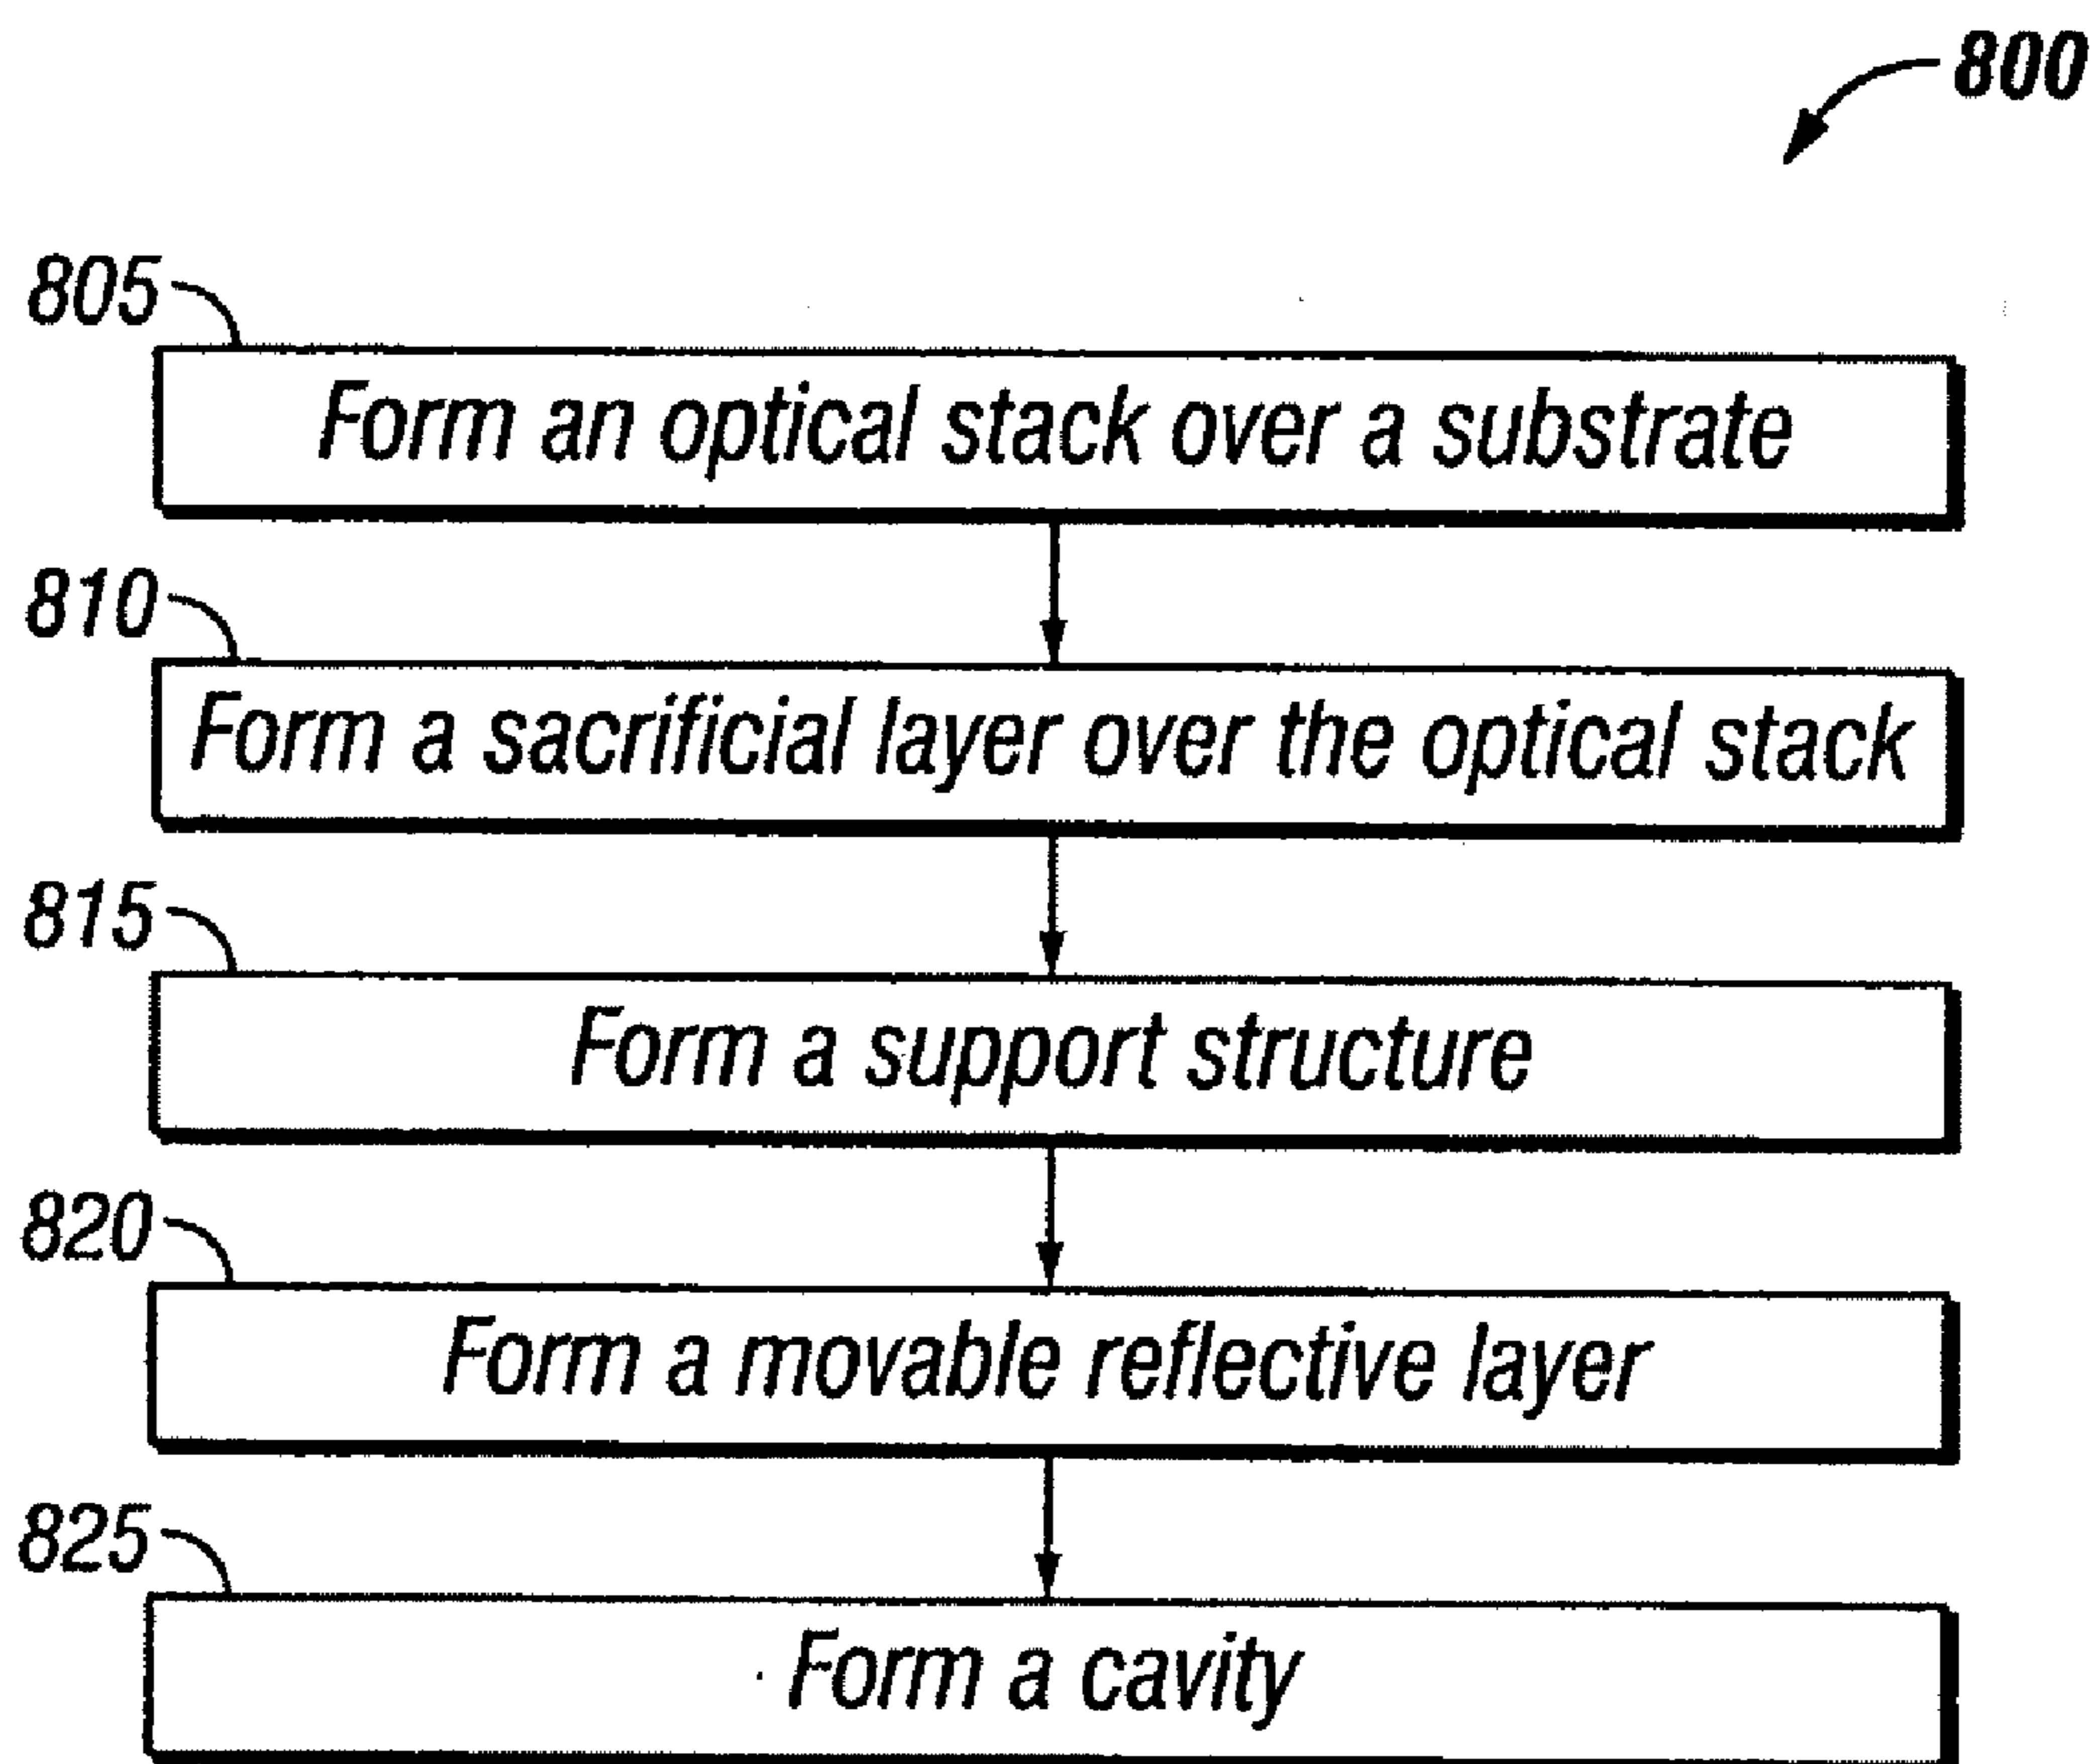 800
805
Form an optical stack over a substrate
810
Form a sacrificial layer over the optical stack
815
Form a support structure
820
Form a movable reflective layer
825
Form a cavity